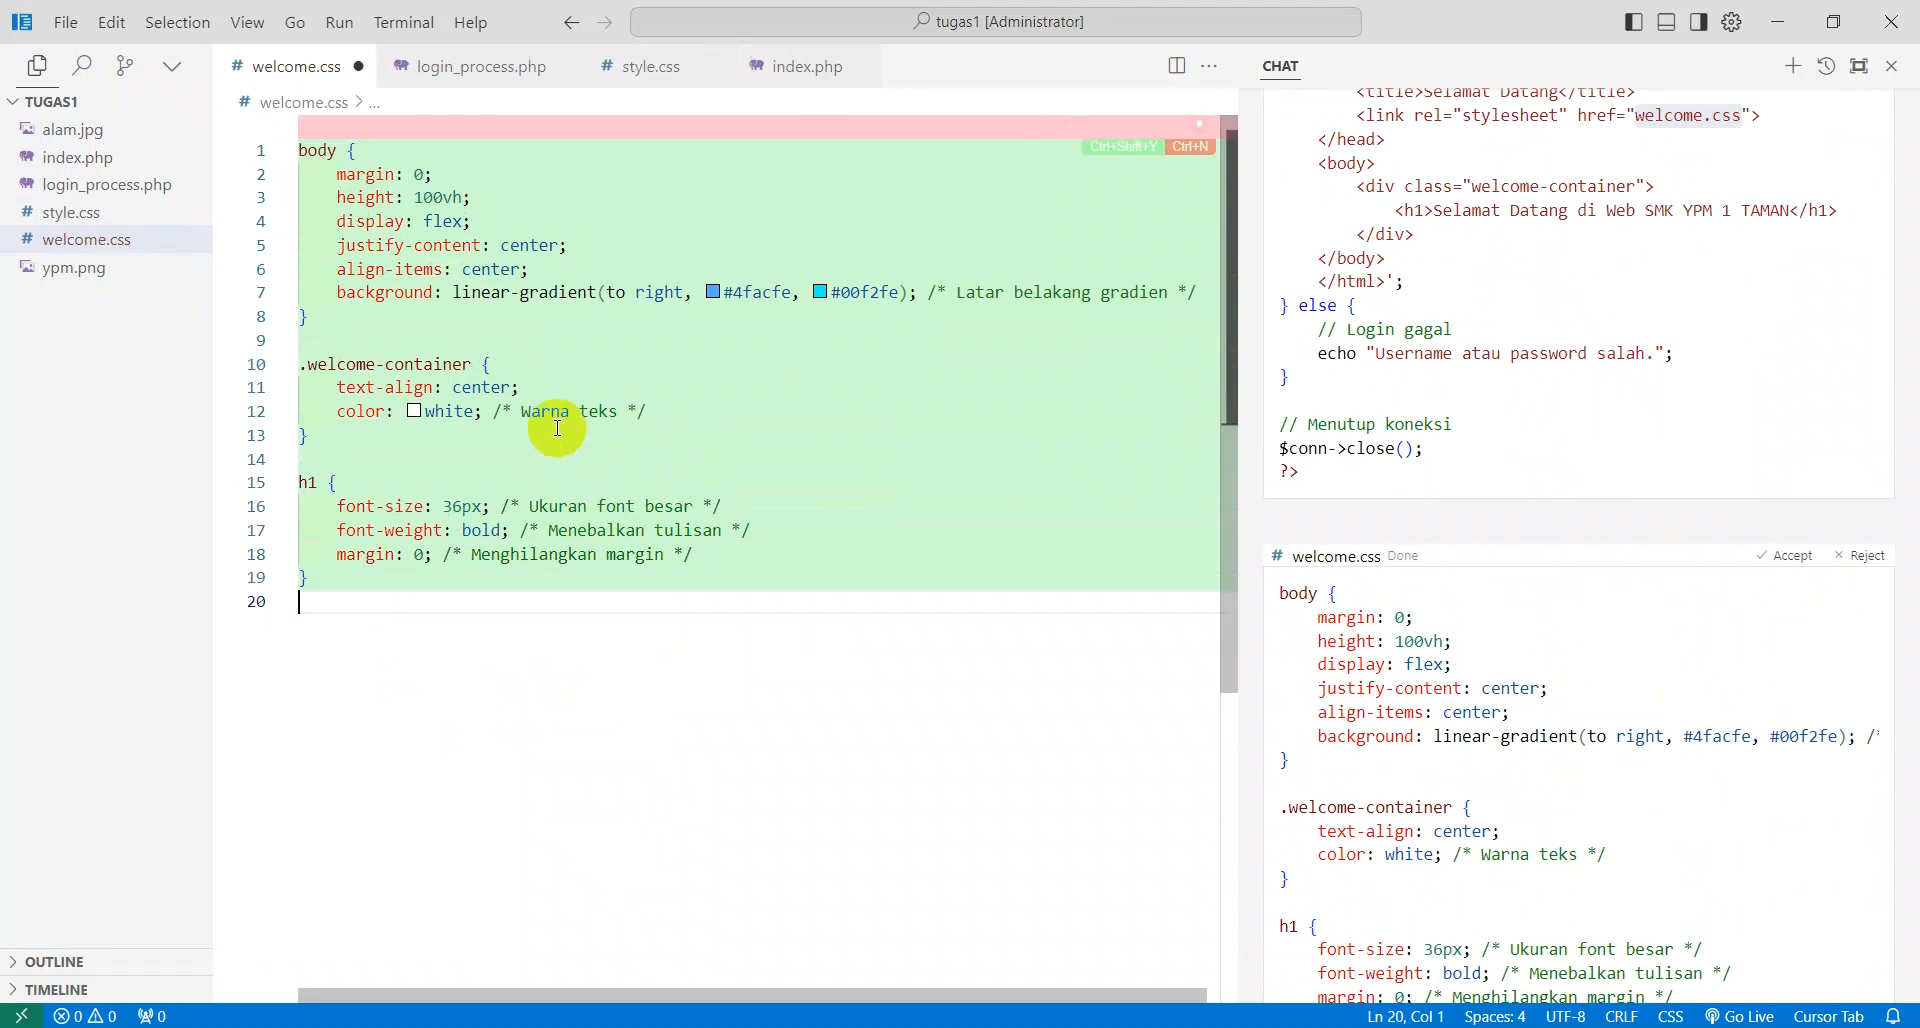 File Edit Selection View Go Run Terminal Help
tugas1 [Administrator]
TUGAS1
alam.jpg
index.php
login_process.php
style.css
welcome.css
ypm.png
OUTLINE
TIMELINE
# welcome.css
login_process.php
# style.css
index.php
# welcome.css > ...
Ctrl+Shift+Y Ctrl+N
1 body {
2 margin: 0;
3 height: 100vh;
4 display: flex;
5 justify-content: center;
6 align-items: center;
7 background: linear-gradient(to right, #4facfe, #00f2fe); /* Latar belakang gradien */
8 }
9
10 .welcome-container {
11 text-align: center;
12 color: white; /* Warna teks */
13 }
14
15 h1 {
16 font-size: 36px; /* Ukuran font besar */
17 font-weight: bold; /* Menebalkan tulisan */
18 margin: 0; /* Menghilangkan margin */
19 }
20
CHAT
<title>Selamat Datang</title>
<link rel="stylesheet" href="welcome.css">
</head>
<body>
<div class="welcome-container">
<h1>Selamat Datang di Web SMK YPM 1 TAMAN</h1>
</div>
</body>
</html>';
} else {
// Login gagal
echo "Username atau password salah.";
}
// Menutup koneksi
$conn->close();
?>
# welcome.css Done Accept Reject
body {
margin: 0;
height: 100vh;
display: flex;
justify-content: center;
align-items: center;
background: linear-gradient(to right, #4facfe, #00f2fe); /*
}
.welcome-container {
text-align: center;
color: white; /* Warna teks */
}
h1 {
font-size: 36px; /* Ukuran font besar */
font-weight: bold; /* Menebalkan tulisan */
margin: 0; /* Menghilangkan margin */
0 0 0
Ln 20, Col 1 Spaces: 4 UTF-8 CRLF CSS Go Live Cursor Tab